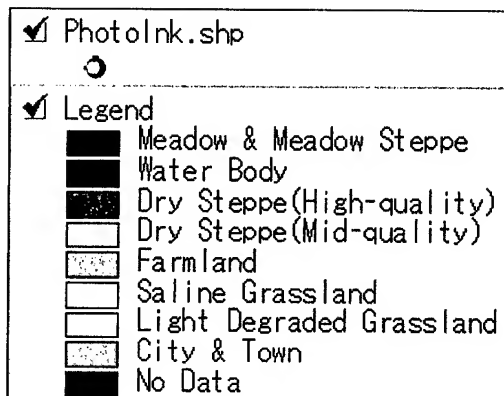 PhotoInk.shp
Legend
Meadow & Meadow Steppe
Water Body
Dry Steppe(High-quality)
Dry Steppe(Mid-quality)
Farmland
Saline Grassland
Light Degraded Grassland
City & Town
No Data